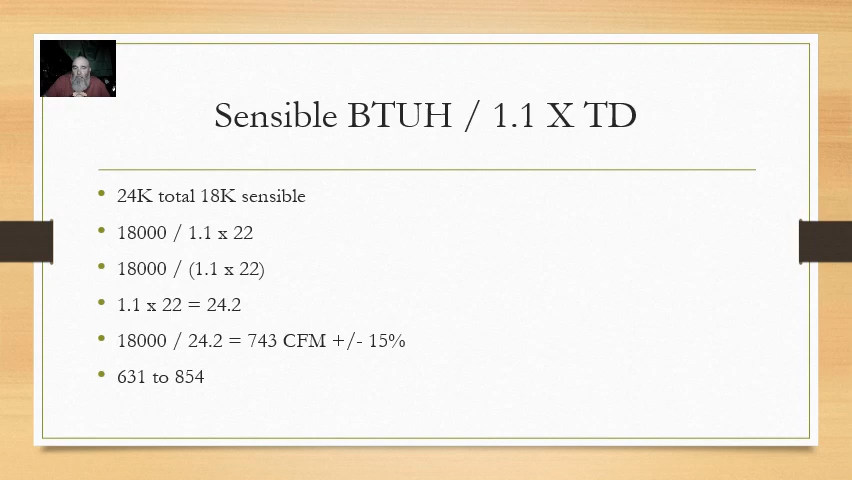 Sensible BTUH / 1.1 X TD
• 24K total 18K sensible
• 18000 / 1.1 x 22
• 18000 / (1.1 x 22)
• 1.1 x 22 = 24.2
• 18000 / 24.2 = 743 CFM +/- 15%
• 631 to 854